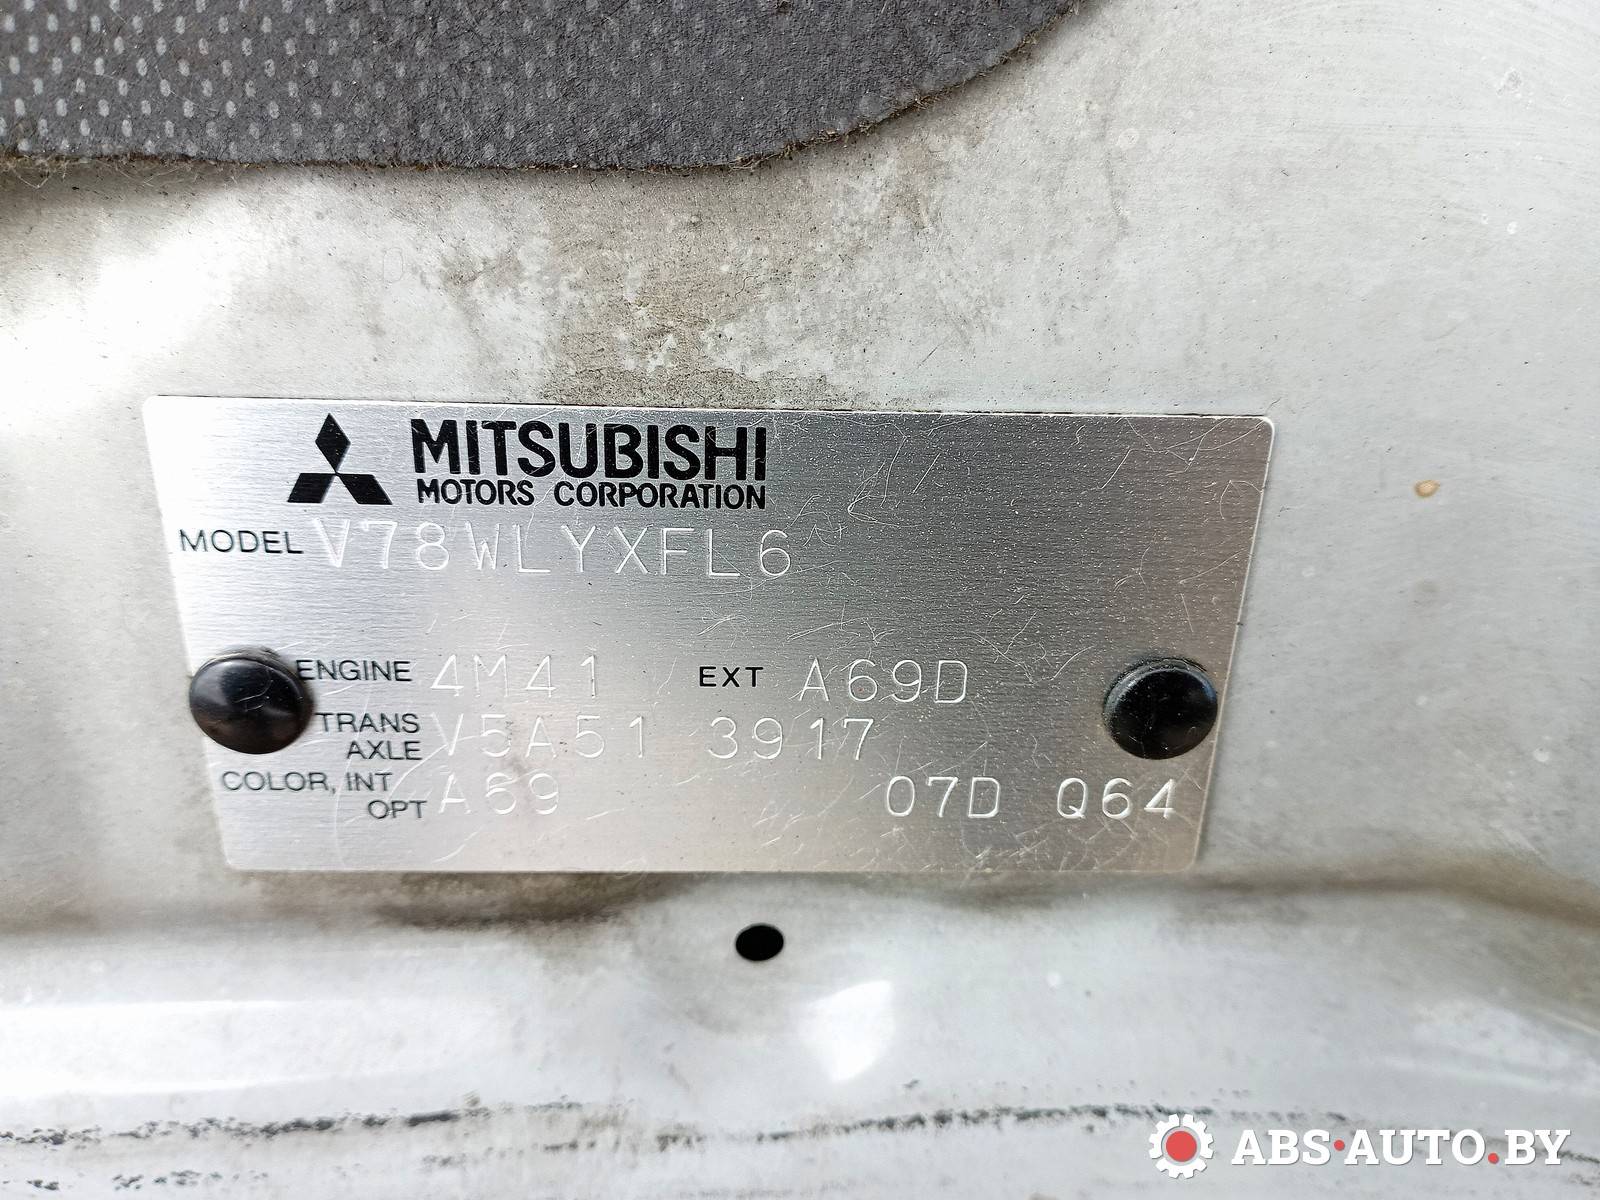 MITSUBISHI
MOTORS CORPORATION
MODEL V78WLYXFL6
ENGINE 4M41 EXT A69D
TRANS AXLE V5A51 3917
COLOR, INT OPT A69 07D Q64
ABS·AUTO.BY